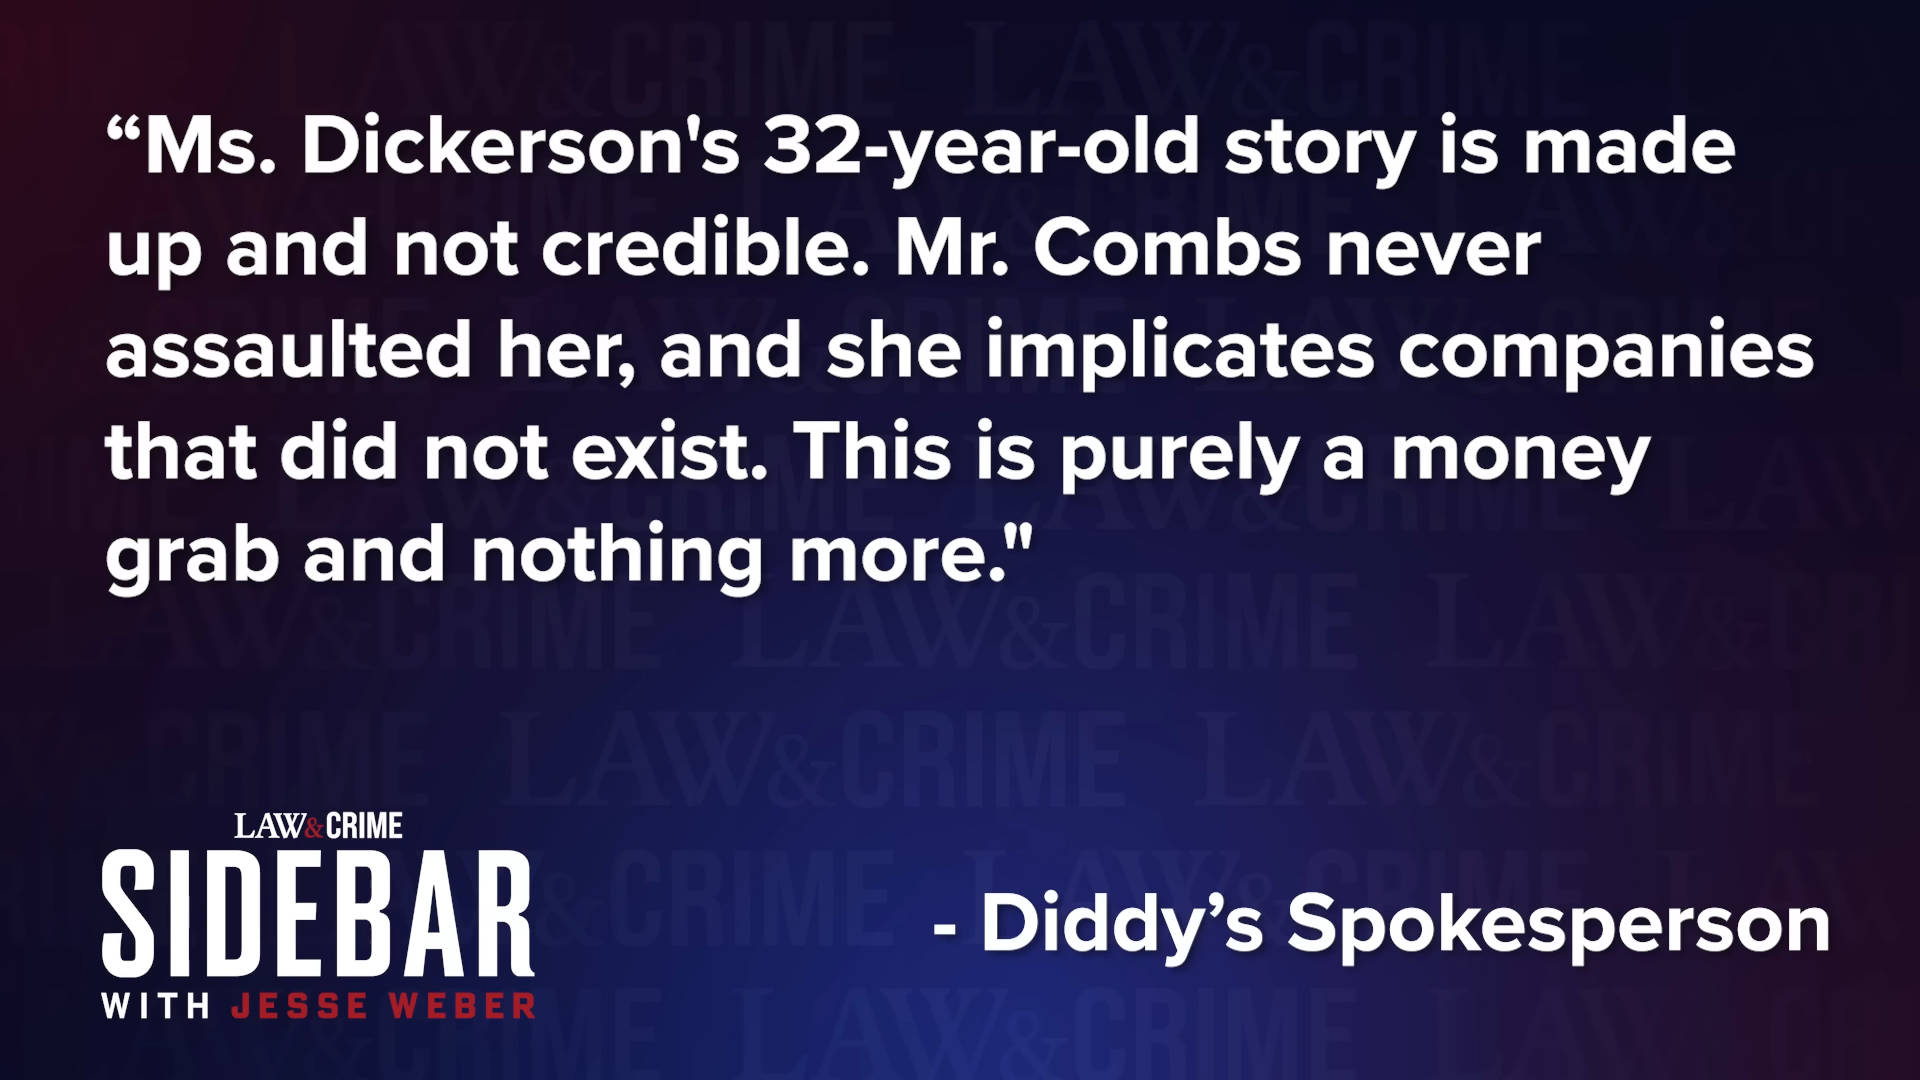 “Ms. Dickerson's 32-year-old story is made
up and not credible. Mr. Combs never
assaulted her, and she implicates companies
that did not exist. This is purely a money
grab and nothing more."
- Diddy’s Spokesperson
LAW&CRIME
SIDEBAR
WITH JESSE WEBER